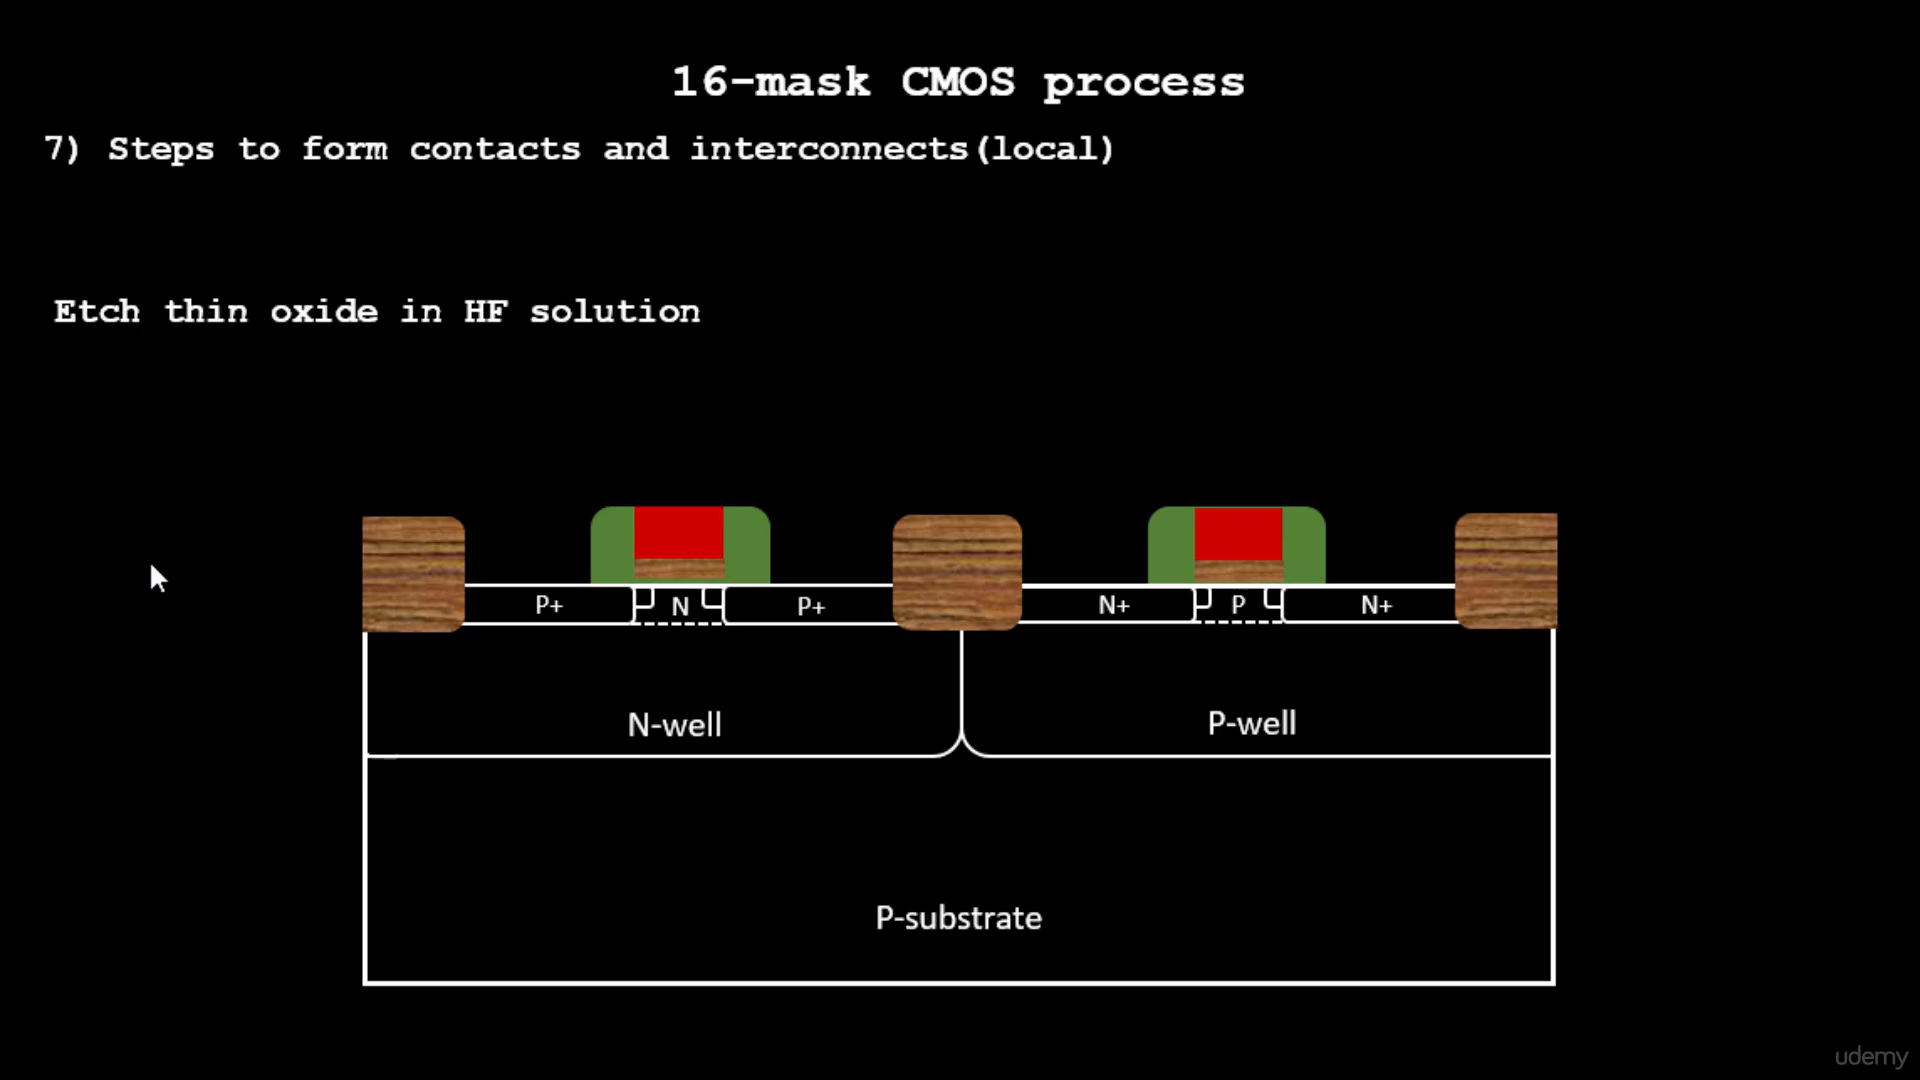 16-mask CMOS process
7) Steps to form contacts and interconnects(local)
Etch thin oxide in HF solution
P+ N P+ N+ P N+
N-well P-well
P-substrate
udemy